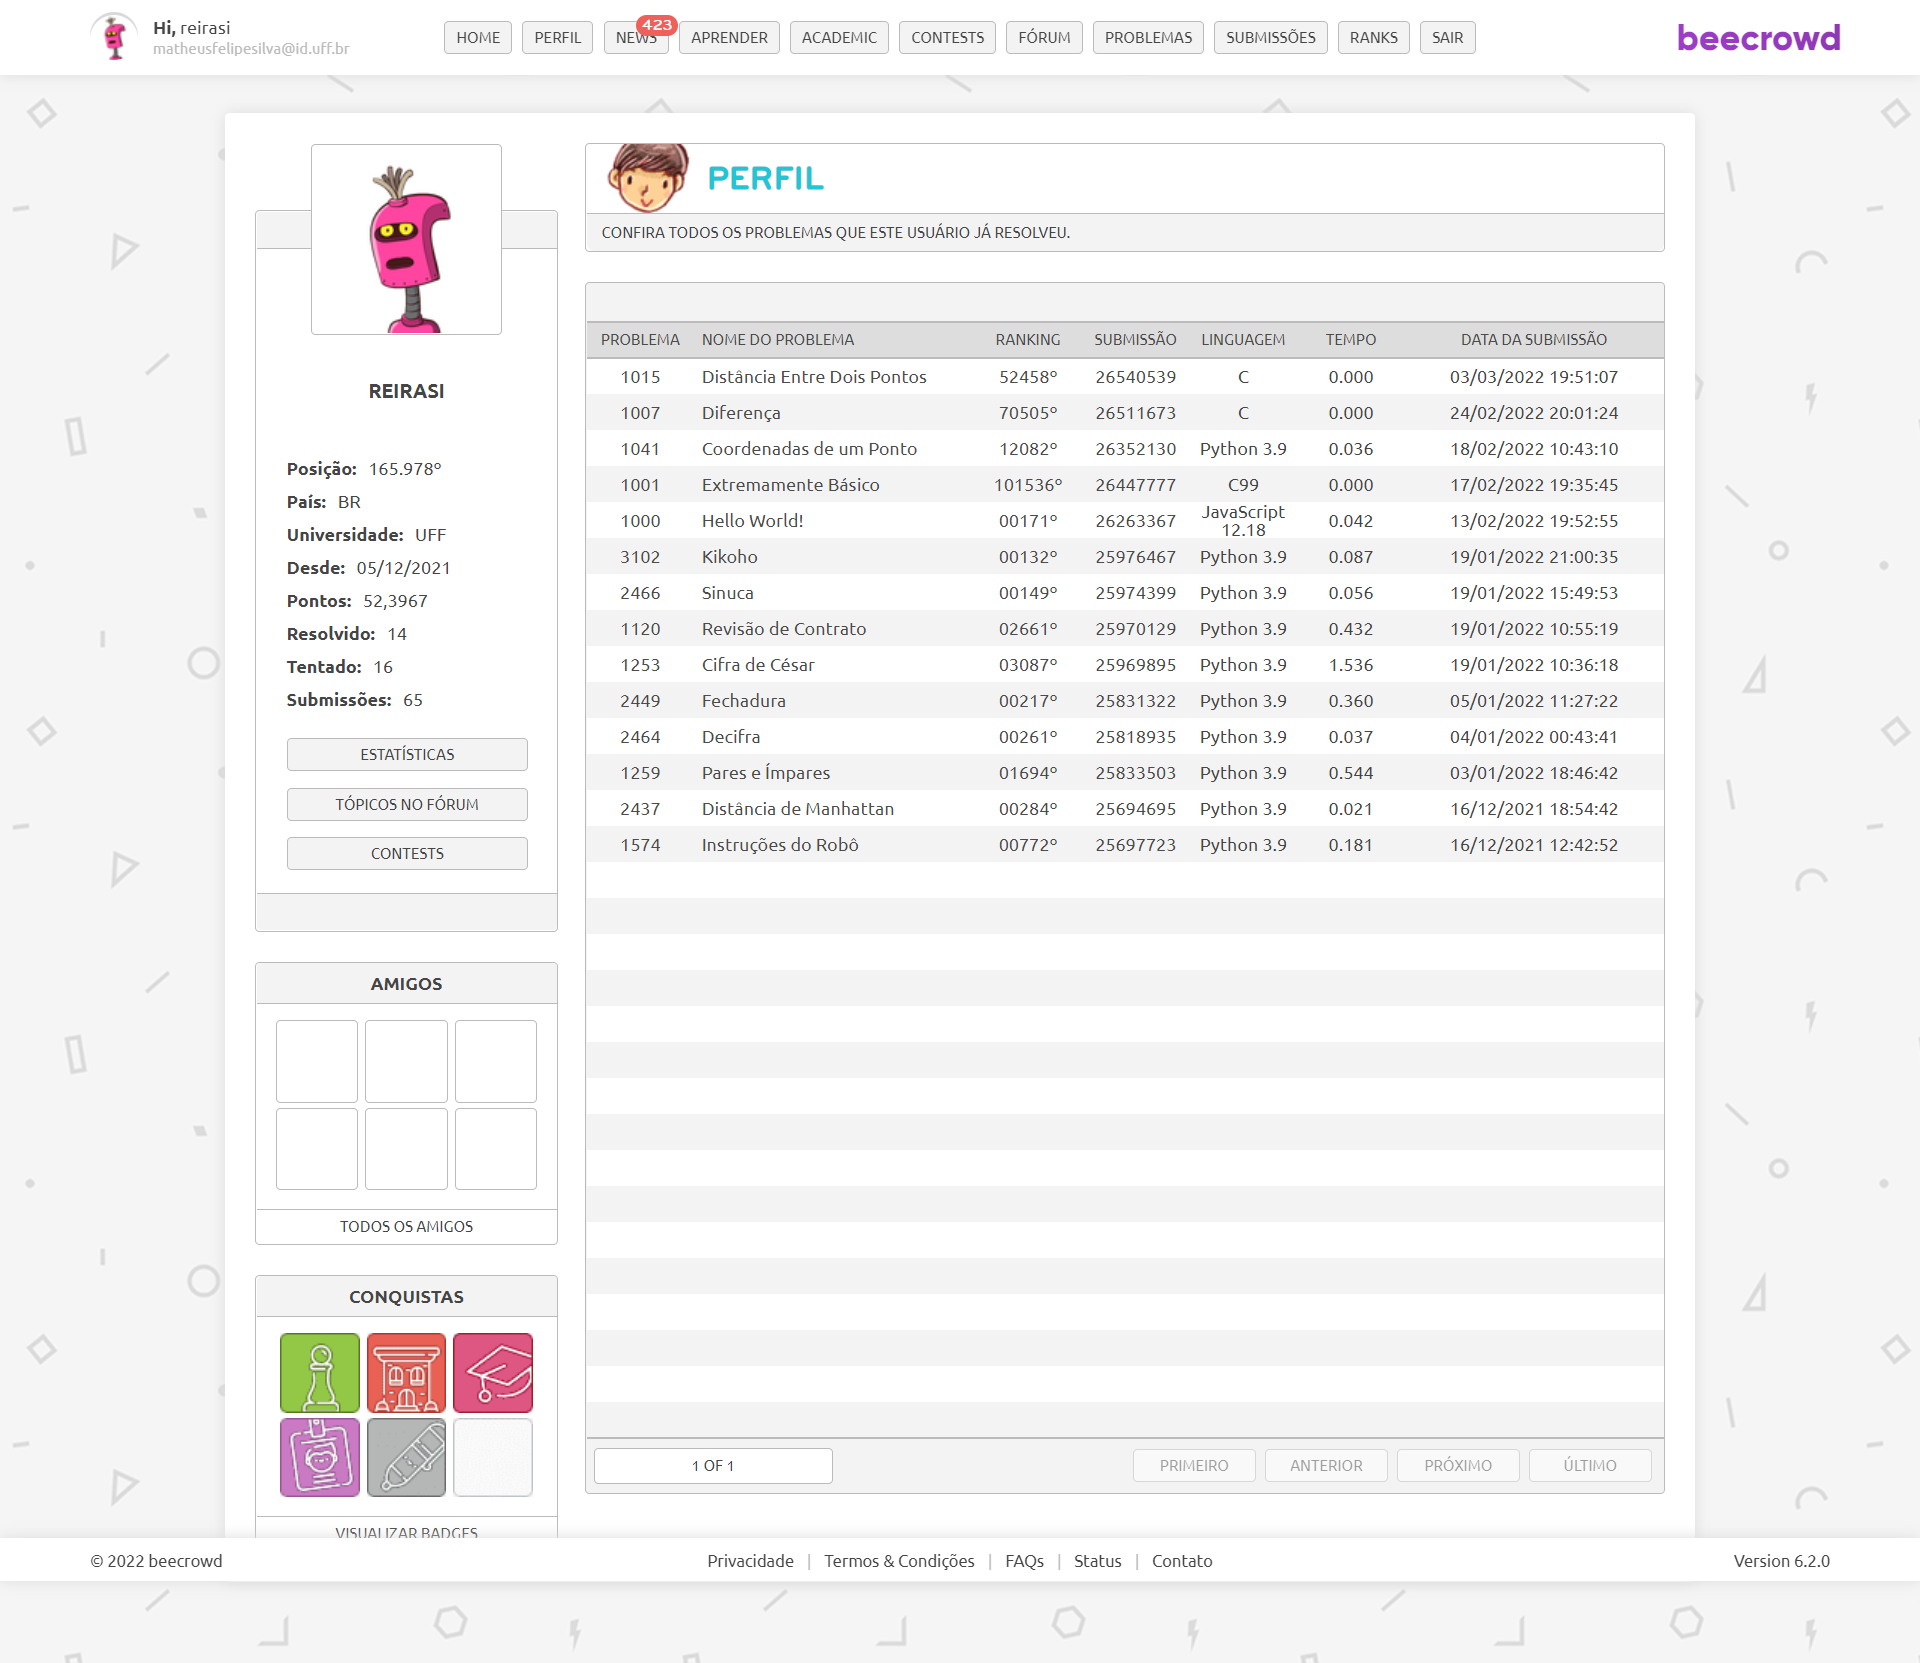 Hi, reirasi
matheusfelipesilva@id.uff.br
HOME
PERFIL
NEWS
423
APRENDER
ACADEMIC
CONTESTS
FÓRUM
PROBLEMAS
SUBMISSÕES
RANKS
SAIR
beecrowd
REIRASI
Posição: 165.978º
País: BR
Universidade: UFF
Desde: 05/12/2021
Pontos: 52,3967
Resolvido: 14
Tentado: 16
Submissões: 65
ESTATÍSTICAS
TÓPICOS NO FÓRUM
CONTESTS
AMIGOS
TODOS OS AMIGOS
CONQUISTAS
VISUALIZAR BADGES
PERFIL
CONFIRA TODOS OS PROBLEMAS QUE ESTE USUÁRIO JÁ RESOLVEU.
PROBLEMA NOME DO PROBLEMA RANKING SUBMISSÃO LINGUAGEM TEMPO DATA DA SUBMISSÃO
1015 Distância Entre Dois Pontos 52458º 26540539 C 0.000 03/03/2022 19:51:07
1007 Diferença 70505º 26511673 C 0.000 24/02/2022 20:01:24
1041 Coordenadas de um Ponto 12082º 26352130 Python 3.9 0.036 18/02/2022 10:43:10
1001 Extremamente Básico 101536º 26447777 C99 0.000 17/02/2022 19:35:45
1000 Hello World! 00171º 26263367 JavaScript 12.18 0.042 13/02/2022 19:52:55
3102 Kikoho 00132º 25976467 Python 3.9 0.087 19/01/2022 21:00:35
2466 Sinuca 00149º 25974399 Python 3.9 0.056 19/01/2022 15:49:53
1120 Revisão de Contrato 02661º 25970129 Python 3.9 0.432 19/01/2022 10:55:19
1253 Cifra de César 03087º 25969895 Python 3.9 1.536 19/01/2022 10:36:18
2449 Fechadura 00217º 25831322 Python 3.9 0.360 05/01/2022 11:27:22
2464 Decifra 00261º 25818935 Python 3.9 0.037 04/01/2022 00:43:41
1259 Pares e Ímpares 01694º 25833503 Python 3.9 0.544 03/01/2022 18:46:42
2437 Distância de Manhattan 00284º 25694695 Python 3.9 0.021 16/12/2021 18:54:42
1574 Instruções do Robô 00772º 25697723 Python 3.9 0.181 16/12/2021 12:42:52
1 OF 1
PRIMEIRO
ANTERIOR
PRÓXIMO
ÚLTIMO
© 2022 beecrowd
Privacidade | Termos & Condições | FAQs | Status | Contato
Version 6.2.0